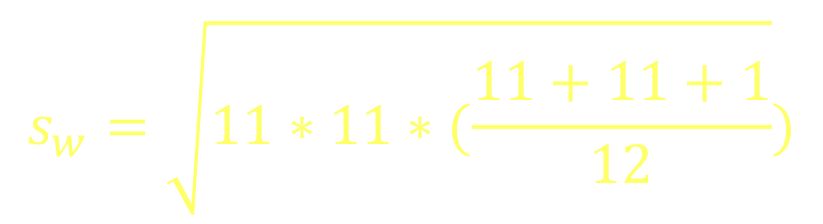 s_w = √(11 * 11 * ((11 + 11 + 1)/12))